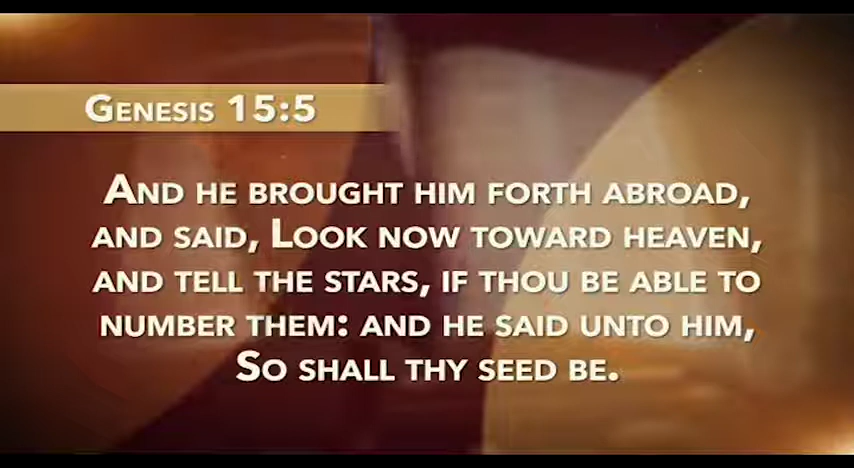 Genesis 15:5
And he brought him forth abroad,
and said, Look now toward heaven,
and tell the stars, if thou be able to
number them: and he said unto him,
So shall thy seed be.